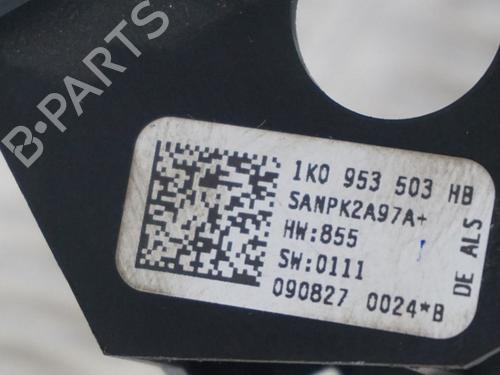 B-PARTS
1K0 953 503 HB
SANPK2A97A+
HW:855
SW:0111
090827 0024*B
DE ALS